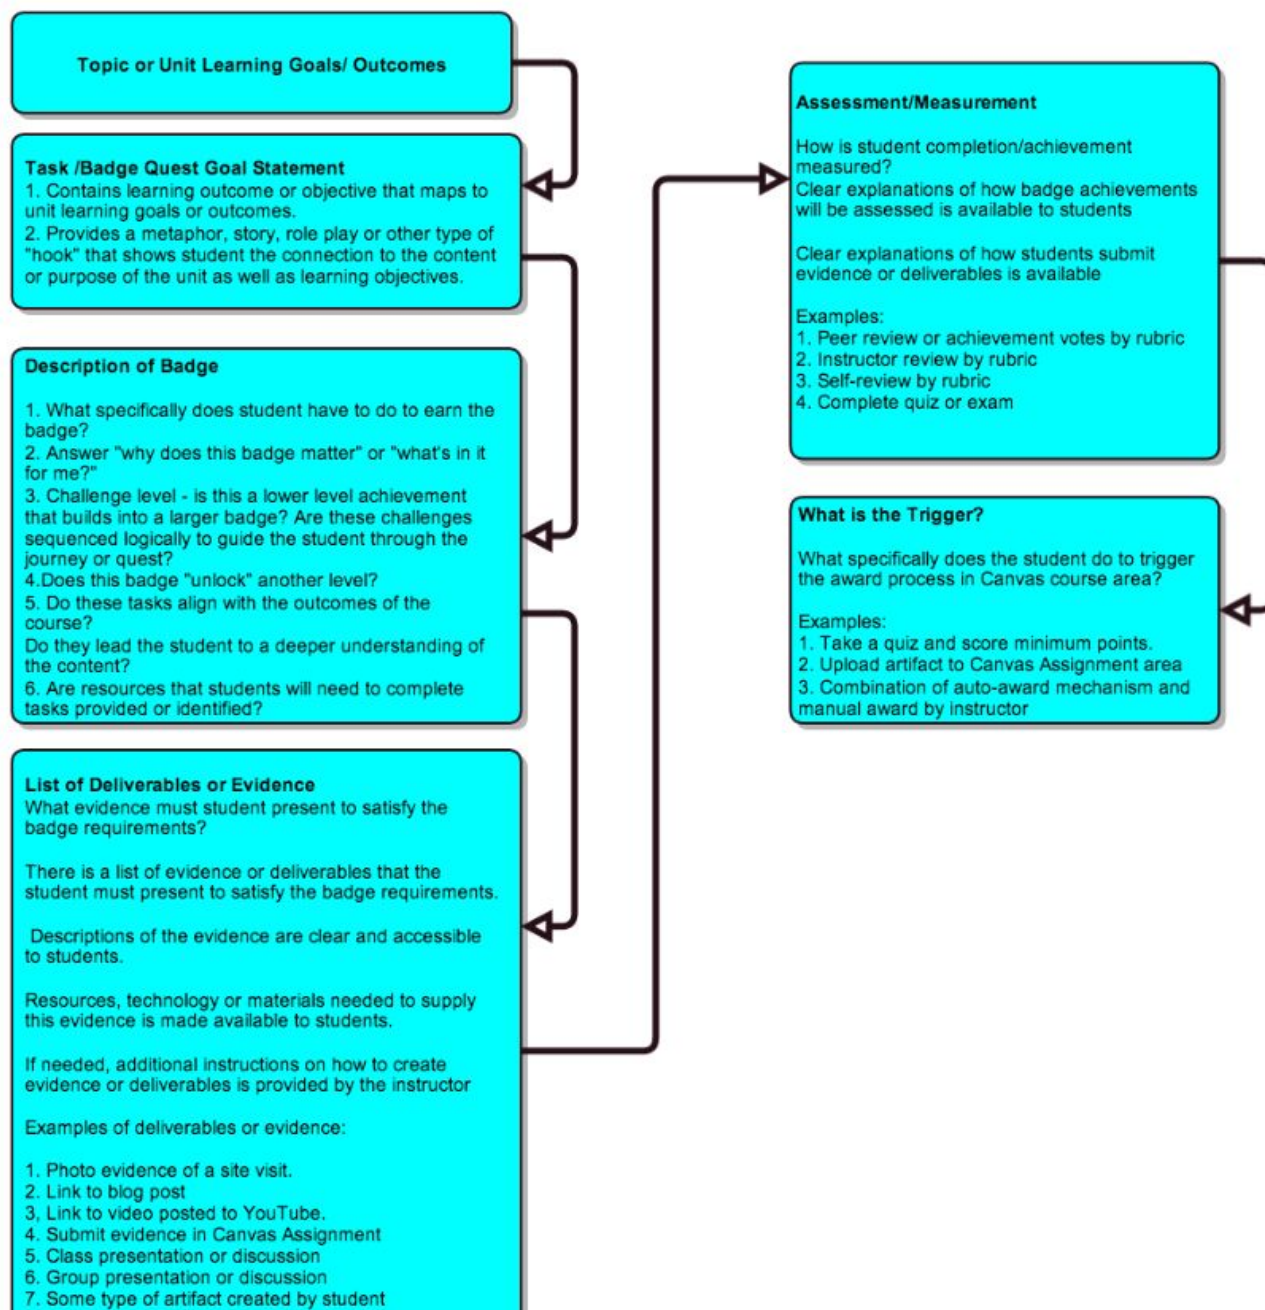 Topic or Unit Learning Goals/ Outcomes
Task /Badge Quest Goal Statement
1. Contains learning outcome or objective that maps to
unit learning goals or outcomes.
2. Provides a metaphor, story, role play or other type of
"hook" that shows student the connection to the content
or purpose of the unit as well as learning objectives.
Description of Badge
1. What specifically does student have to do to earn the
badge?
2. Answer "why does this badge matter" or "what's in it
for me?"
3. Challenge level - is this a lower level achievement
that builds into a larger badge? Are these challenges
sequenced logically to guide the student through the
journey or quest?
4.Does this badge "unlock" another level?
5. Do these tasks align with the outcomes of the
course?
Do they lead the student to a deeper understanding of
the content?
6. Are resources that students will need to complete
tasks provided or identified?
List of Deliverables or Evidence
What evidence must student present to satisfy the
badge requirements?
There is a list of evidence or deliverables that the
student must present to satisfy the badge requirements.
Descriptions of the evidence are clear and accessible
to students.
Resources, technology or materials needed to supply
this evidence is made available to students.
If needed, additional instructions on how to create
evidence or deliverables is provided by the instructor
Examples of deliverables or evidence:
1. Photo evidence of a site visit.
2. Link to blog post
3, Link to video posted to YouTube.
4. Submit evidence in Canvas Assignment
5. Class presentation or discussion
6. Group presentation or discussion
7. Some type of artifact created by student
Assessment/Measurement
How is student completion/achievement
measured?
Clear explanations of how badge achievements
will be assessed is available to students
Clear explanations of how students submit
evidence or deliverables is available
Examples:
1. Peer review or achievement votes by rubric
2. Instructor review by rubric
3. Self-review by rubric
4. Complete quiz or exam
What is the Trigger?
What specifically does the student do to trigger
the award process in Canvas course area?
Examples:
1. Take a quiz and score minimum points.
2. Upload artifact to Canvas Assignment area
3. Combination of auto-award mechanism and
manual award by instructor